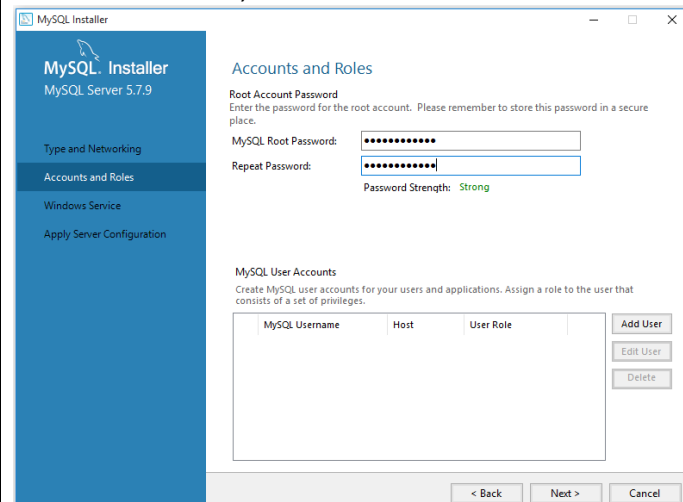 MySQL Installer
MySQL. Installer
MySQL Server 5.7.9
Type and Networking
Accounts and Roles
Windows Service
Apply Server Configuration
Accounts and Roles
Root Account Password
Enter the password for the root account. Please remember to store this password in a secure
place.
MySQL Root Password: ●●●●●●●●●●●●
Repeat Password: ●●●●●●●●●●●●
Password Strength: Strong
MySQL User Accounts
Create MySQL user accounts for your users and applications. Assign a role to the user that
consists of a set of privileges.
MySQL Username Host User Role
Add User
Edit User
Delete
< Back Next > Cancel